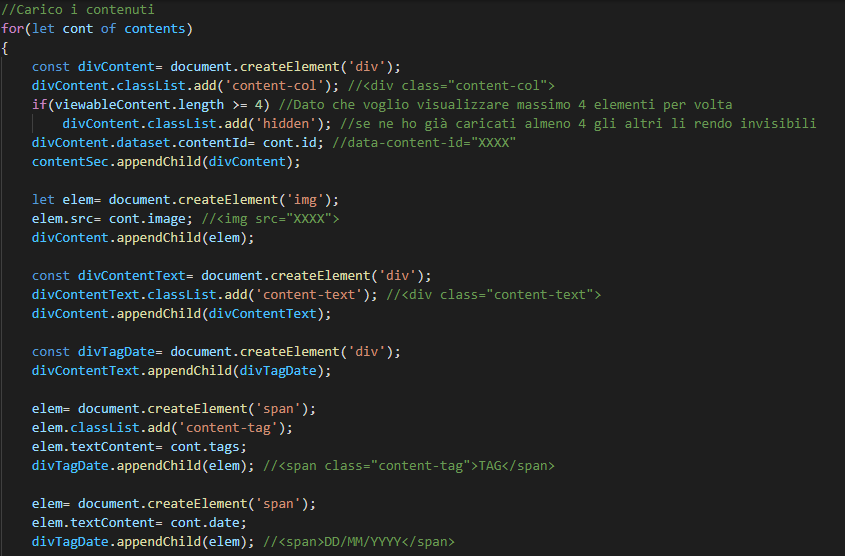 //Carico i contenuti
for(let cont of contents)
{
    const divContent= document.createElement('div');
    divContent.classList.add('content-col'); //<div class="content-col">
    if(viewableContent.length >= 4) //Dato che voglio visualizzare massimo 4 elementi per volta
        divContent.classList.add('hidden'); //se ne ho già caricati almeno 4 gli altri li rendo invisibili
    divContent.dataset.contentId= cont.id; //data-content-id="XXXX"
    contentSec.appendChild(divContent);

    let elem= document.createElement('img');
    elem.src= cont.image; //<img src="XXXX">
    divContent.appendChild(elem);

    const divContentText= document.createElement('div');
    divContentText.classList.add('content-text'); //<div class="content-text">
    divContent.appendChild(divContentText);

    const divTagDate= document.createElement('div');
    divContentText.appendChild(divTagDate);

    elem= document.createElement('span');
    elem.classList.add('content-tag');
    elem.textContent= cont.tags;
    divTagDate.appendChild(elem); //<span class="content-tag">TAG</span>

    elem= document.createElement('span');
    elem.textContent= cont.date;
    divTagDate.appendChild(elem); //<span>DD/MM/YYYY</span>